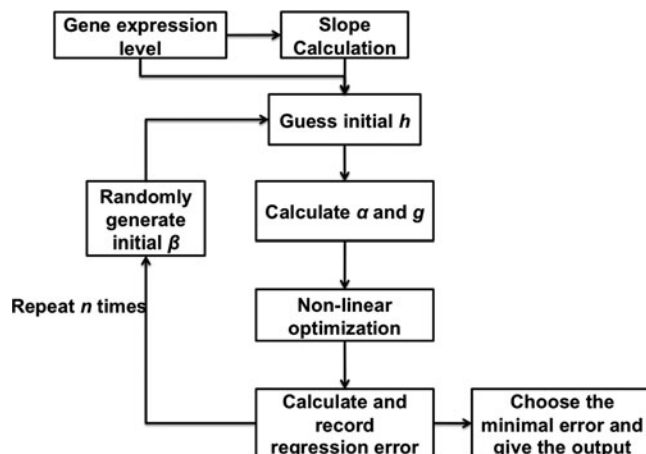 Gene expression
level
Slope
Calculation
Guess initial h
Randomly
generate
initial β
Calculate α and g
Repeat n times
Non-linear
optimization
Calculate and
record
regression error
Choose the
minimal error and
give the output